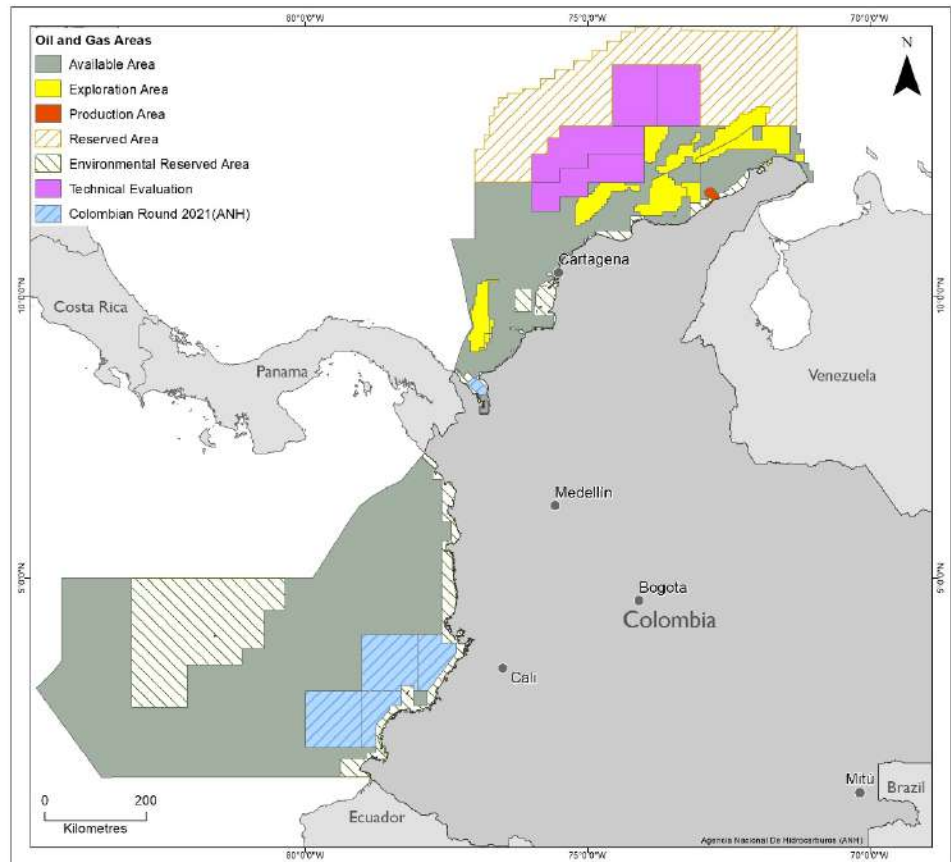 80°0'0"W
75°0'0"W
70°0'0"W
Oil and Gas Areas
Available Area
Exploration Area
Production Area
Reserved Area
Environmental Reserved Area
Technical Evaluation
Colombian Round 2021(ANH)
N
Cartagena
10°0'0"N
10°0'0"N
Costa Rica
Panama
Venezuela
Medellín
5°0'0"N
5°0'0"N
Bogota
Colombia
Cali
Mitú
Brazil
0
200
Kilometres
Ecuador
Agencia Nacional De Hidrocarburos (ANH)
80°0'0"W
75°0'0"W
70°0'0"W